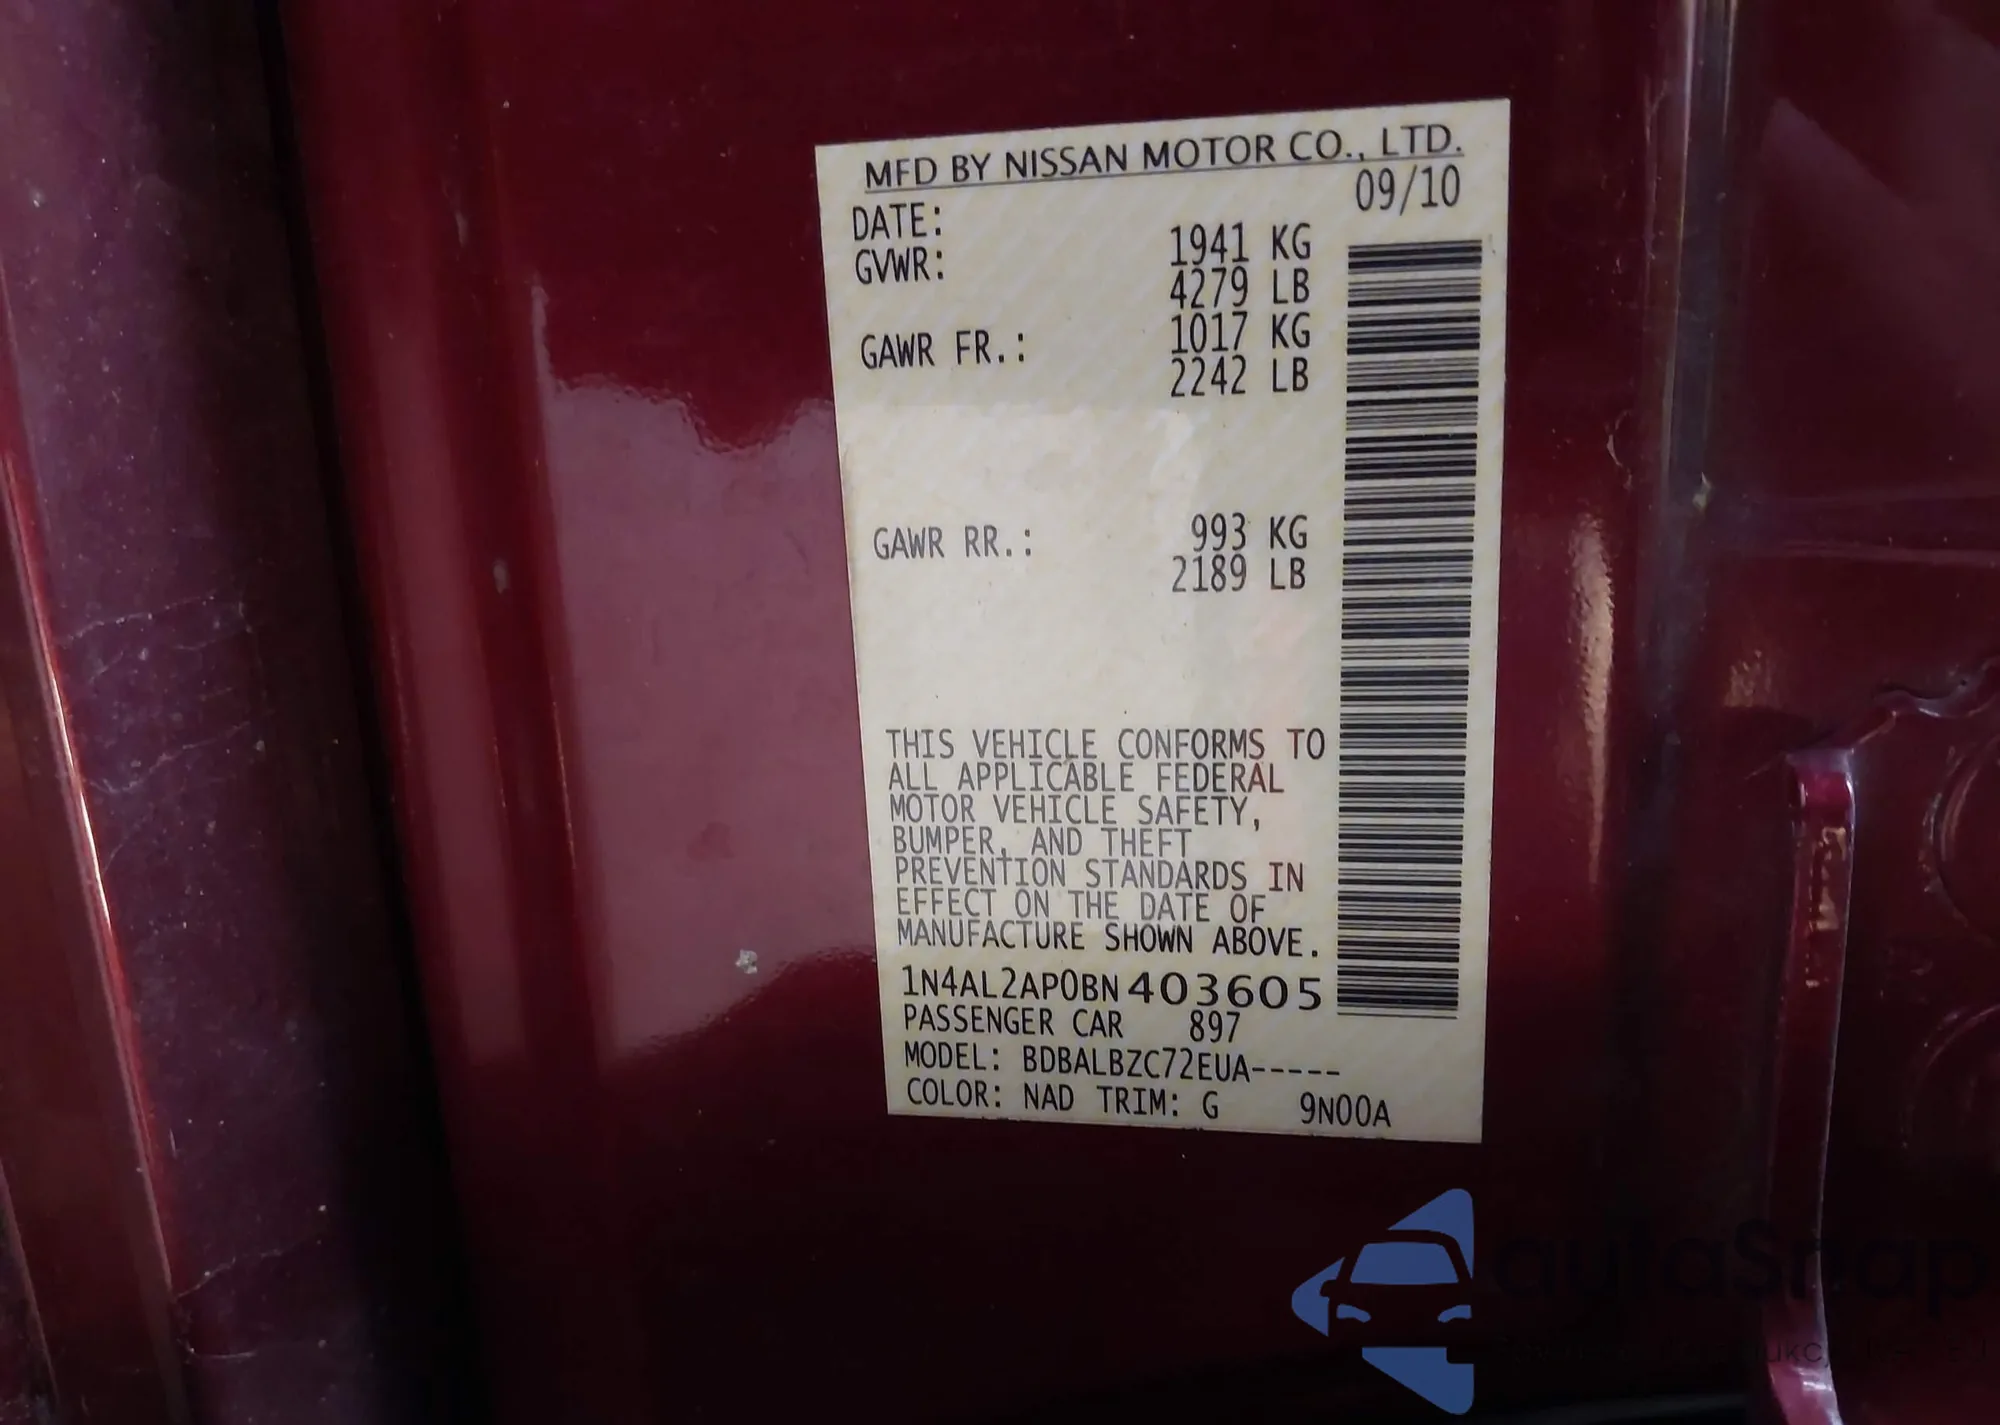 MFD BY NISSAN MOTOR CO., LTD.
DATE: 09/10
GVWR: 1941 KG
4279 LB
GAWR FR.: 1017 KG
2242 LB
GAWR RR.: 993 KG
2189 LB
THIS VEHICLE CONFORMS TO
ALL APPLICABLE FEDERAL
MOTOR VEHICLE SAFETY,
BUMPER, AND THEFT
PREVENTION STANDARDS IN
EFFECT ON THE DATE OF
MANUFACTURE SHOWN ABOVE.
1N4AL2AP0BN403605
PASSENGER CAR 897
MODEL: BDBALBZC72EUA-----
COLOR: NAD TRIM: G 9N00A